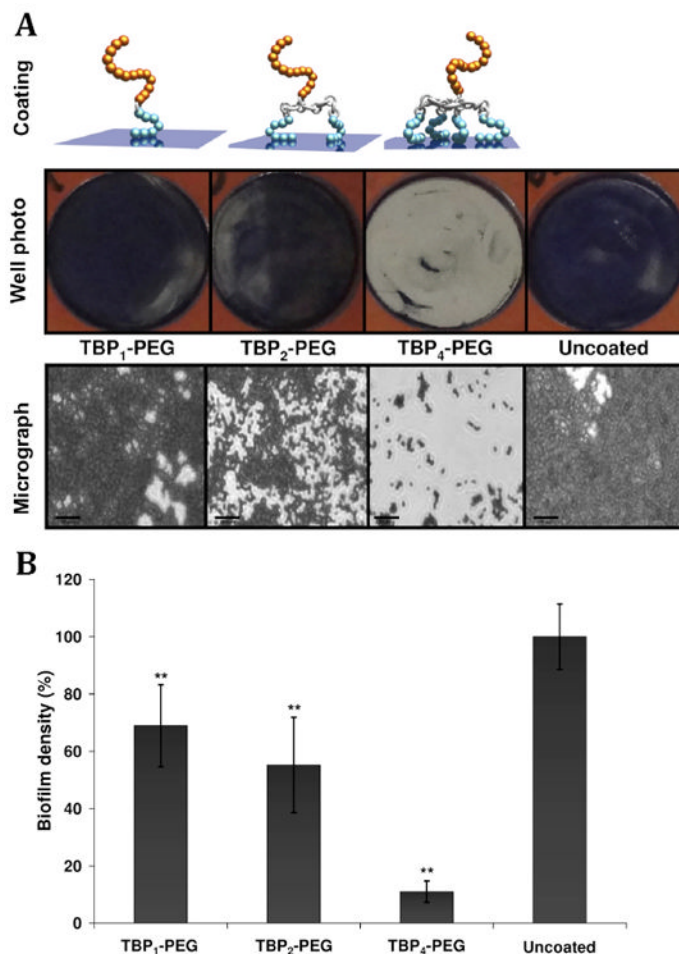 A
Coating
Well photo
TBP₁-PEG TBP₂-PEG TBP₄-PEG Uncoated
Micrograph
B
Biofilm density (%)
120
100
80
60
40
20
0
**
**
**
TBP₁-PEG TBP₂-PEG TBP₄-PEG Uncoated